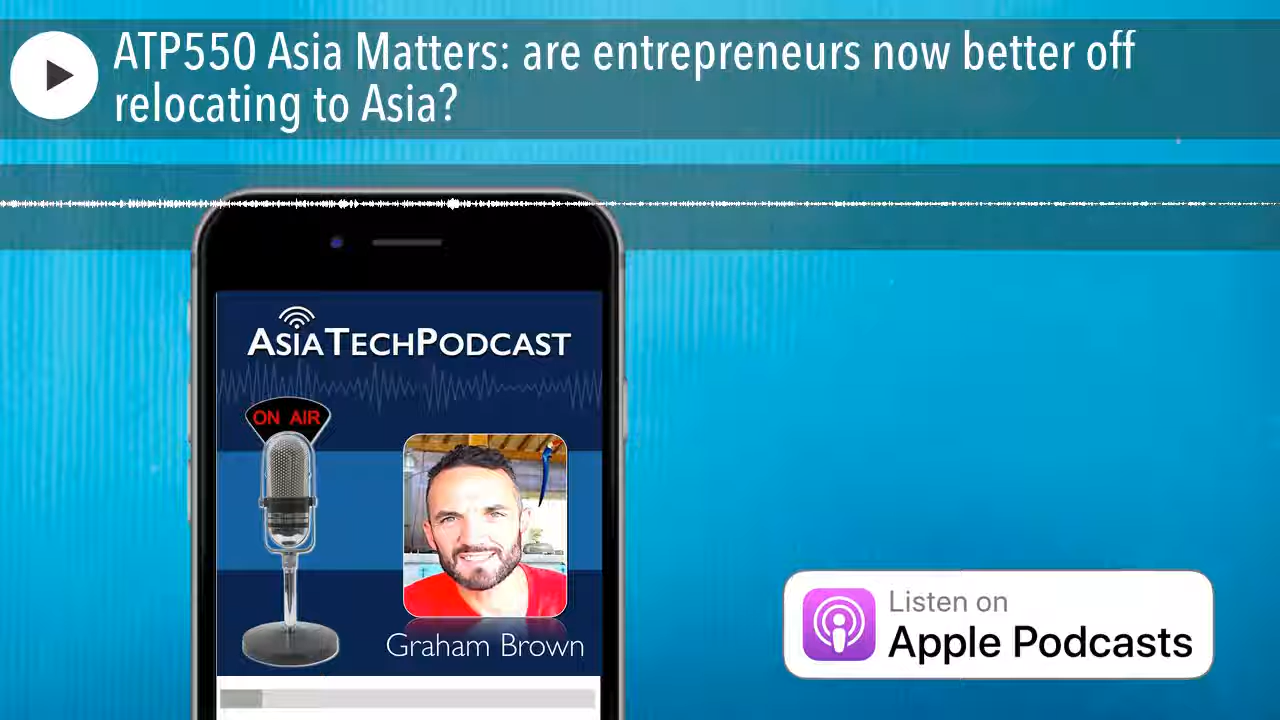 ATP550 Asia Matters: are entrepreneurs now better off
relocating to Asia?
ASIATECHPODCAST
ON AIR
Graham Brown
Listen on
Apple Podcasts